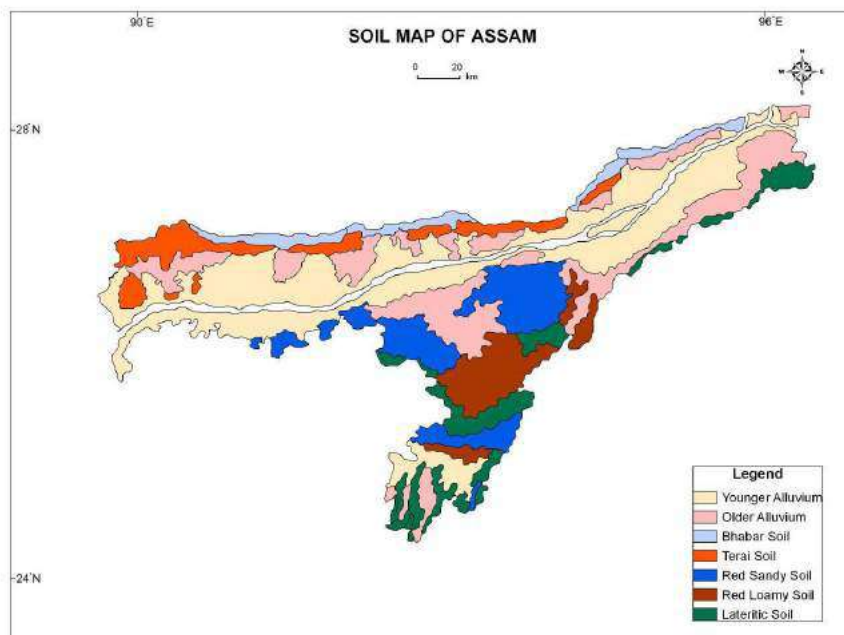 90°E
96°E
SOIL MAP OF ASSAM
0 20
km
N
W E
S
28°N
24°N
Legend
Younger Alluvium
Older Alluvium
Bhabar Soil
Terai Soil
Red Sandy Soil
Red Loamy Soil
Lateritic Soil